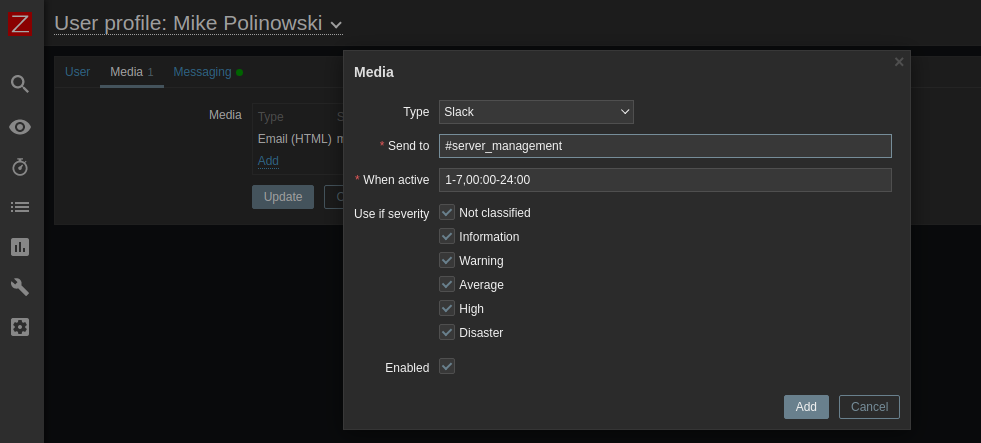 Z
User profile: Mike Polinowski
User Media 1 Messaging
Media
Type
Email (HTML)
Add
Update
Media
Type Slack
* Send to #server_management
* When active 1-7,00:00-24:00
Use if severity Not classified
Information
Warning
Average
High
Disaster
Enabled
Add Cancel